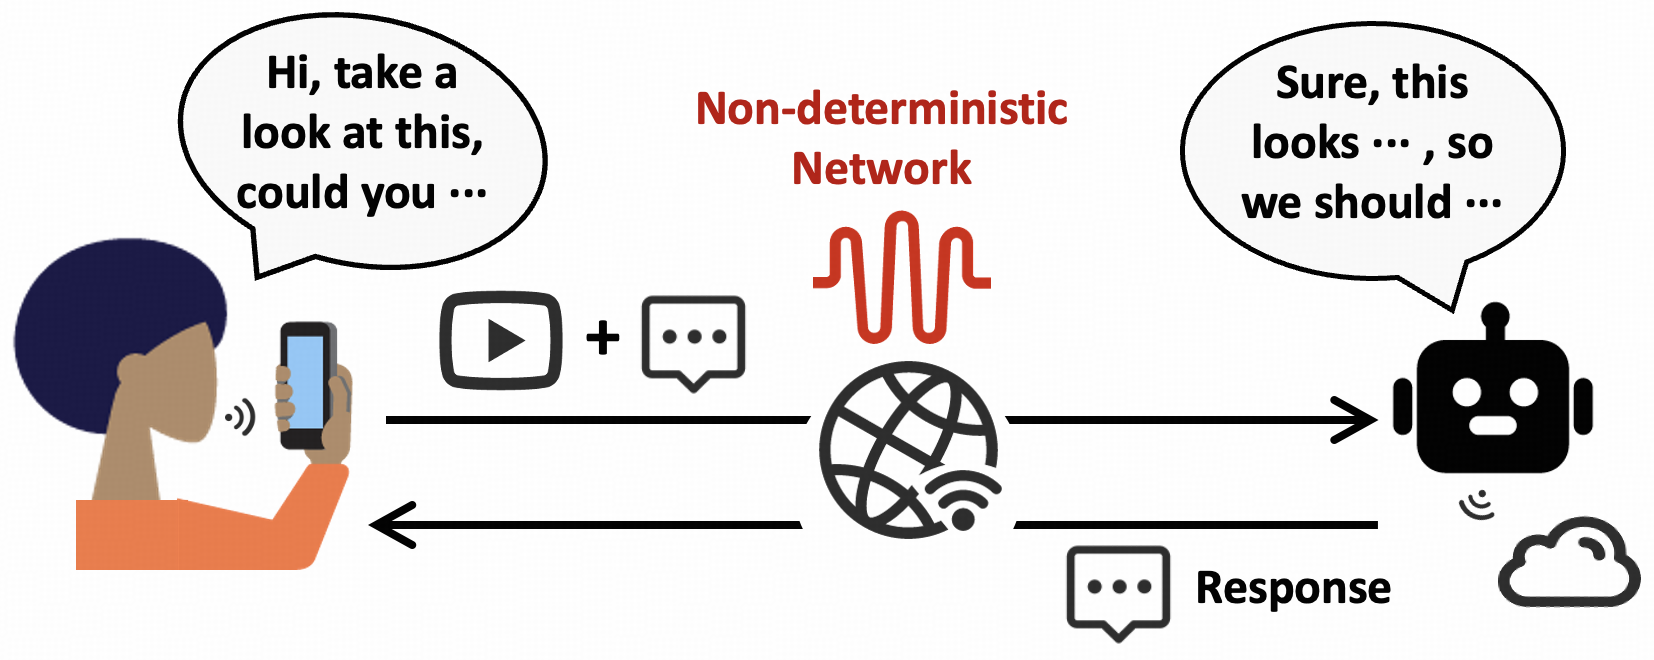 Hi, take a
look at this,
could you ···
Non-deterministic
Network
Sure, this
looks ··· , so
we should ···
+
Response